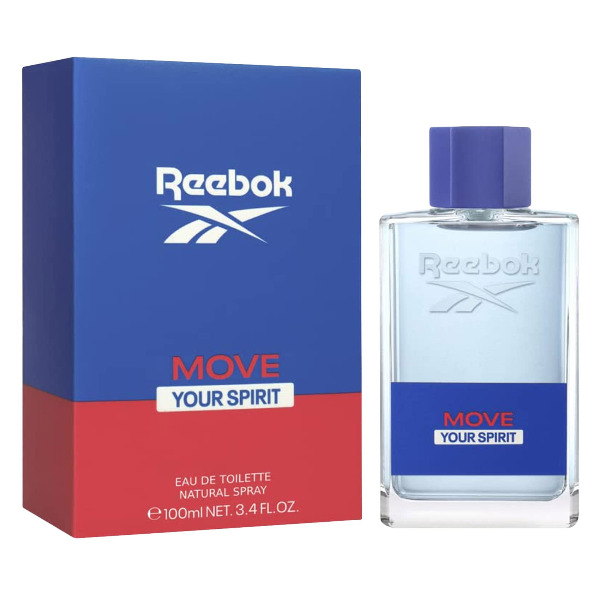 Reebok
MOVE
YOUR SPIRIT
EAU DE TOILETTE
NATURAL SPRAY
℮100ml NET. 3.4 FL.OZ.
Reebok
MOVE
YOUR SPIRIT